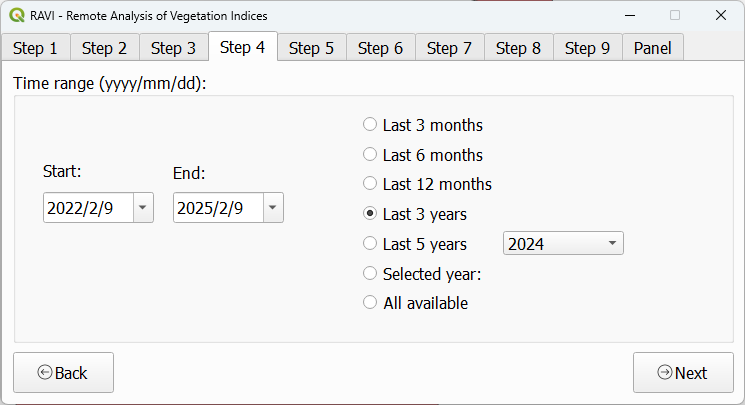 RAVI - Remote Analysis of Vegetation Indices
Step 1 Step 2 Step 3 Step 4 Step 5 Step 6 Step 7 Step 8 Step 9 Panel
Time range (yyyy/mm/dd):
Start: End:
2022/2/9 2025/2/9
Last 3 months
Last 6 months
Last 12 months
Last 3 years
Last 5 years 2024
Selected year:
All available
Back Next